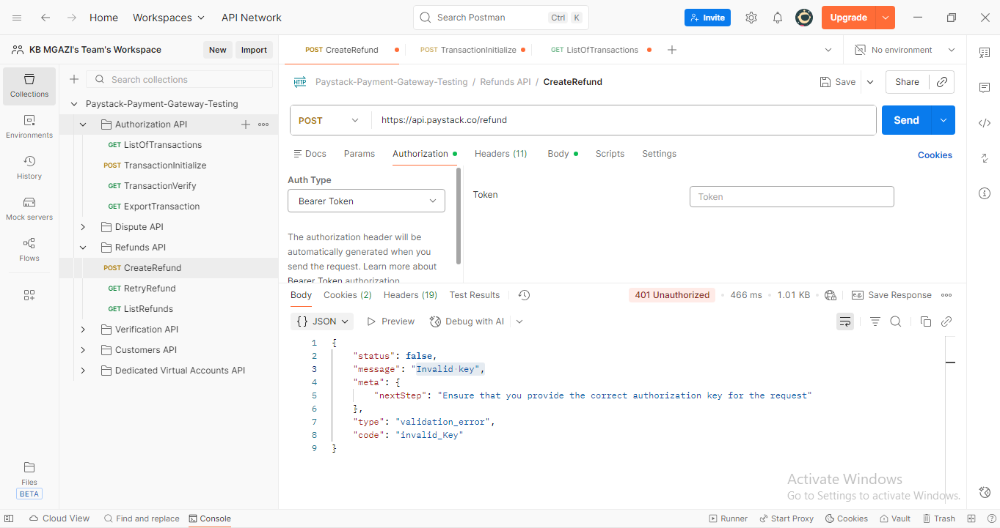 Home Workspaces API Network Search Postman Ctrl K Invite Upgrade
KB MGAZI's Team's Workspace New Import POST CreateRefund POST TransactionInitialize GET ListOfTransactions No environment
Search collections
HTTP Paystack-Payment-Gateway-Testing / Refunds API / CreateRefund Save Share
Collections
Environments
History
Mock servers
Flows
Files
BETA
Paystack-Payment-Gateway-Testing
Authorization API
GET ListOfTransactions
POST TransactionInitialize
GET TransactionVerify
GET ExportTransaction
Dispute API
Refunds API
POST CreateRefund
GET RetryRefund
GET ListRefunds
Verification API
Customers API
Dedicated Virtual Accounts API
POST https://api.paystack.co/refund Send
Docs Params Authorization Headers (11) Body Scripts Settings Cookies
Auth Type
Bearer Token
The authorization header will be
automatically generated when you
send the request. Learn more about
Bearer Token authorization
Token Token
Body Cookies (2) Headers (19) Test Results 401 Unauthorized 466 ms 1.01 KB e.g. Save Response
{} JSON Preview Debug with AI
1 {
2 "status": false,
3 "message": "Invalid key",
4 "meta": {
5 "nextStep": "Ensure that you provide the correct authorization key for the request"
6 },
7 "type": "validation_error",
8 "code": "invalid_Key"
9 }
Activate Windows
Go to Settings to activate Windows.
Cloud View Find and replace Console Runner Start Proxy Cookies Vault Trash